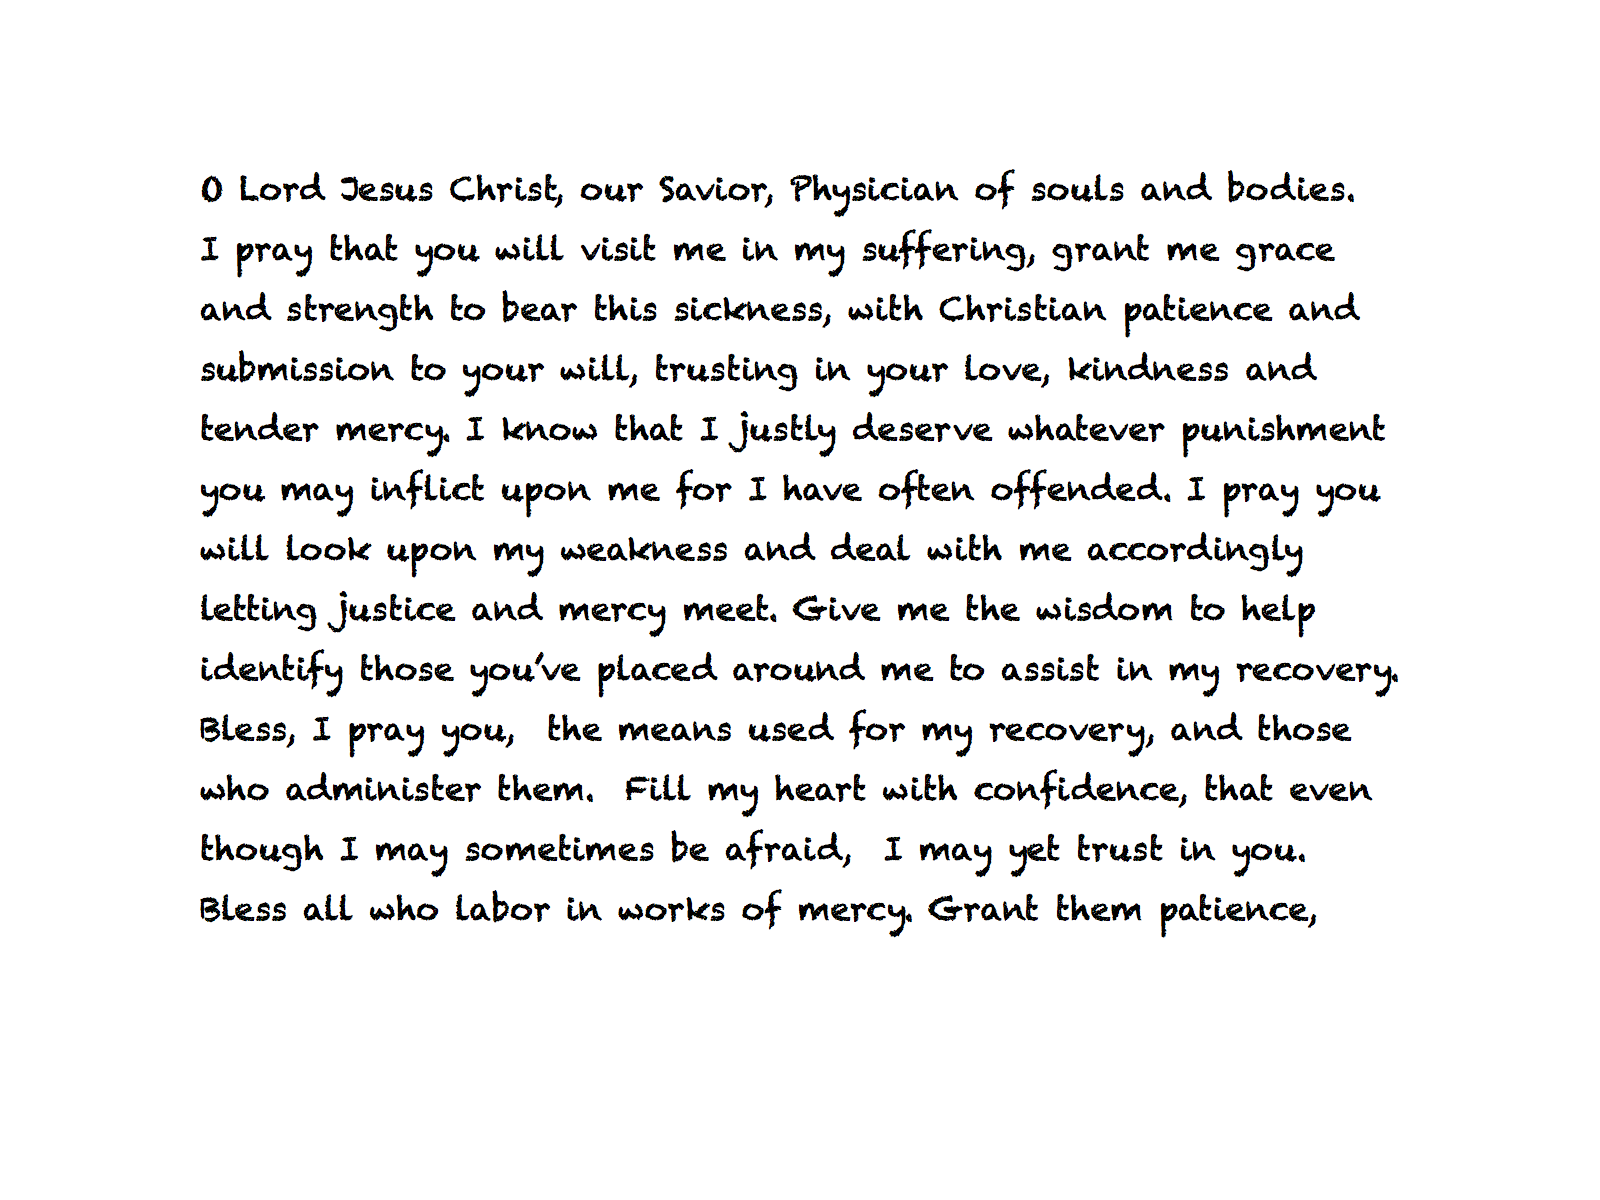 O Lord Jesus Christ, our Savior, Physician of souls and bodies.
I pray that you will visit me in my suffering, grant me grace
and strength to bear this sickness, with Christian patience and
submission to your will, trusting in your love, kindness and
tender mercy. I know that I justly deserve whatever punishment
you may inflict upon me for I have often offended. I pray you
will look upon my weakness and deal with me accordingly
letting justice and mercy meet. Give me the wisdom to help
identify those you've placed around me to assist in my recovery.
Bless, I pray you,  the means used for my recovery, and those
who administer them.  Fill my heart with confidence, that even
though I may sometimes be afraid,  I may yet trust in you.
Bless all who labor in works of mercy. Grant them patience,